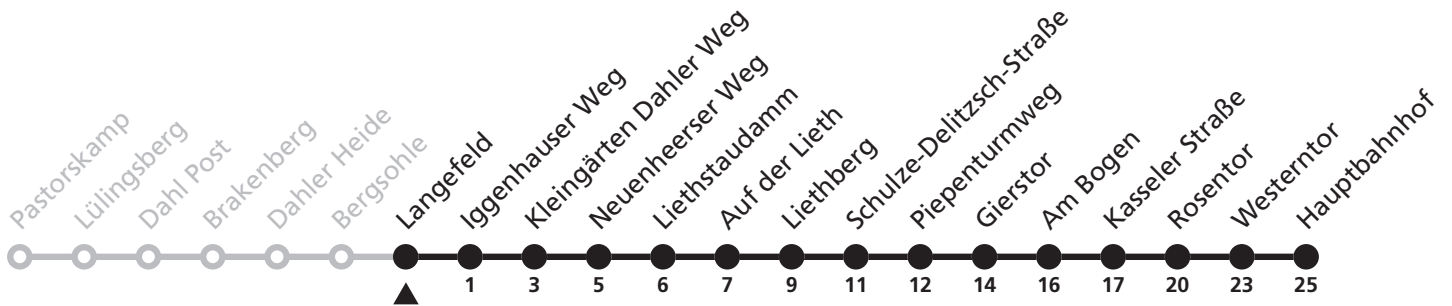 Pastorskamp
Lülingsberg
Dahl Post
Brakenberg
Dahler Heide
Bergsohle
Langefeld
Iggenhauser Weg
Kleingärten Dahler Weg
Neuenheerser Weg
Liethstaudamm
Auf der Lieth
Liethberg
Schulze-Delitzsch-Straße
Piepenturmweg
Gierstor
Am Bogen
Kasseler Straße
Rosentor
Westerntor
Hauptbahnhof
1 3 5 6 7 9 11 12 14 16 17 20 23 25